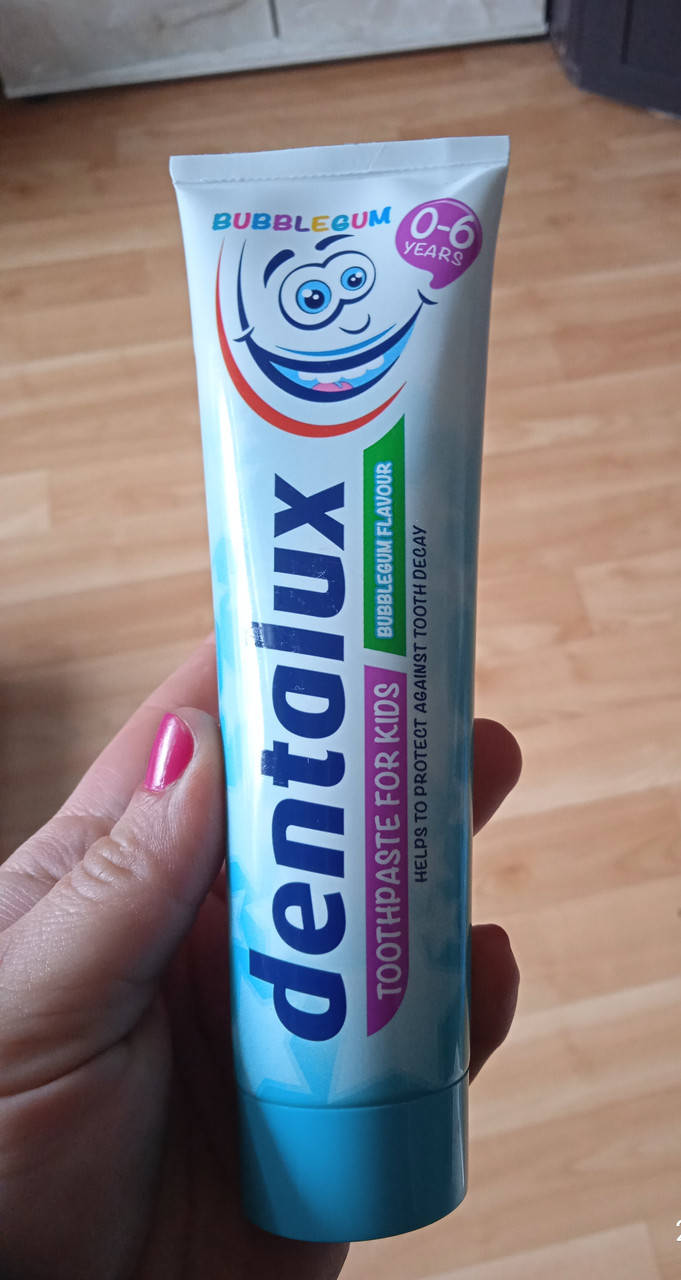 BUBBLEGUM
0-6
YEARS
dentalux
BUBBLEGUM FLAVOUR
TOOTHPASTE FOR KIDS
HELPS TO PROTECT AGAINST TOOTH DECAY